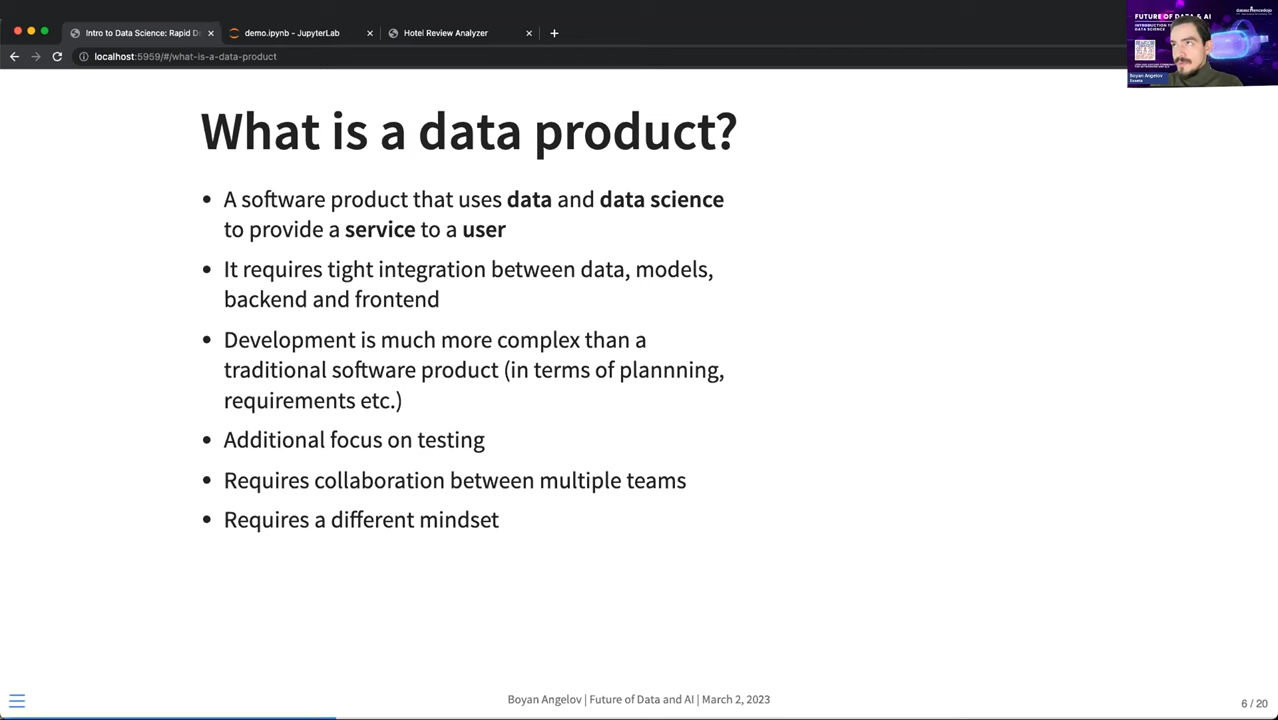 Intro to Data Science: Rapid D
demo.ipynb - JupyterLab
Hotel Review Analyzer
localhost:5959/#/what-is-a-data-product
datasciencedojo
FUTURE OF DATA & AI
Boyan Angelov
What is a data product?
• A software product that uses data and data science
to provide a service to a user
• It requires tight integration between data, models,
backend and frontend
• Development is much more complex than a
traditional software product (in terms of plannning,
requirements etc.)
• Additional focus on testing
• Requires collaboration between multiple teams
• Requires a different mindset
Boyan Angelov | Future of Data and AI | March 2, 2023
6 / 20